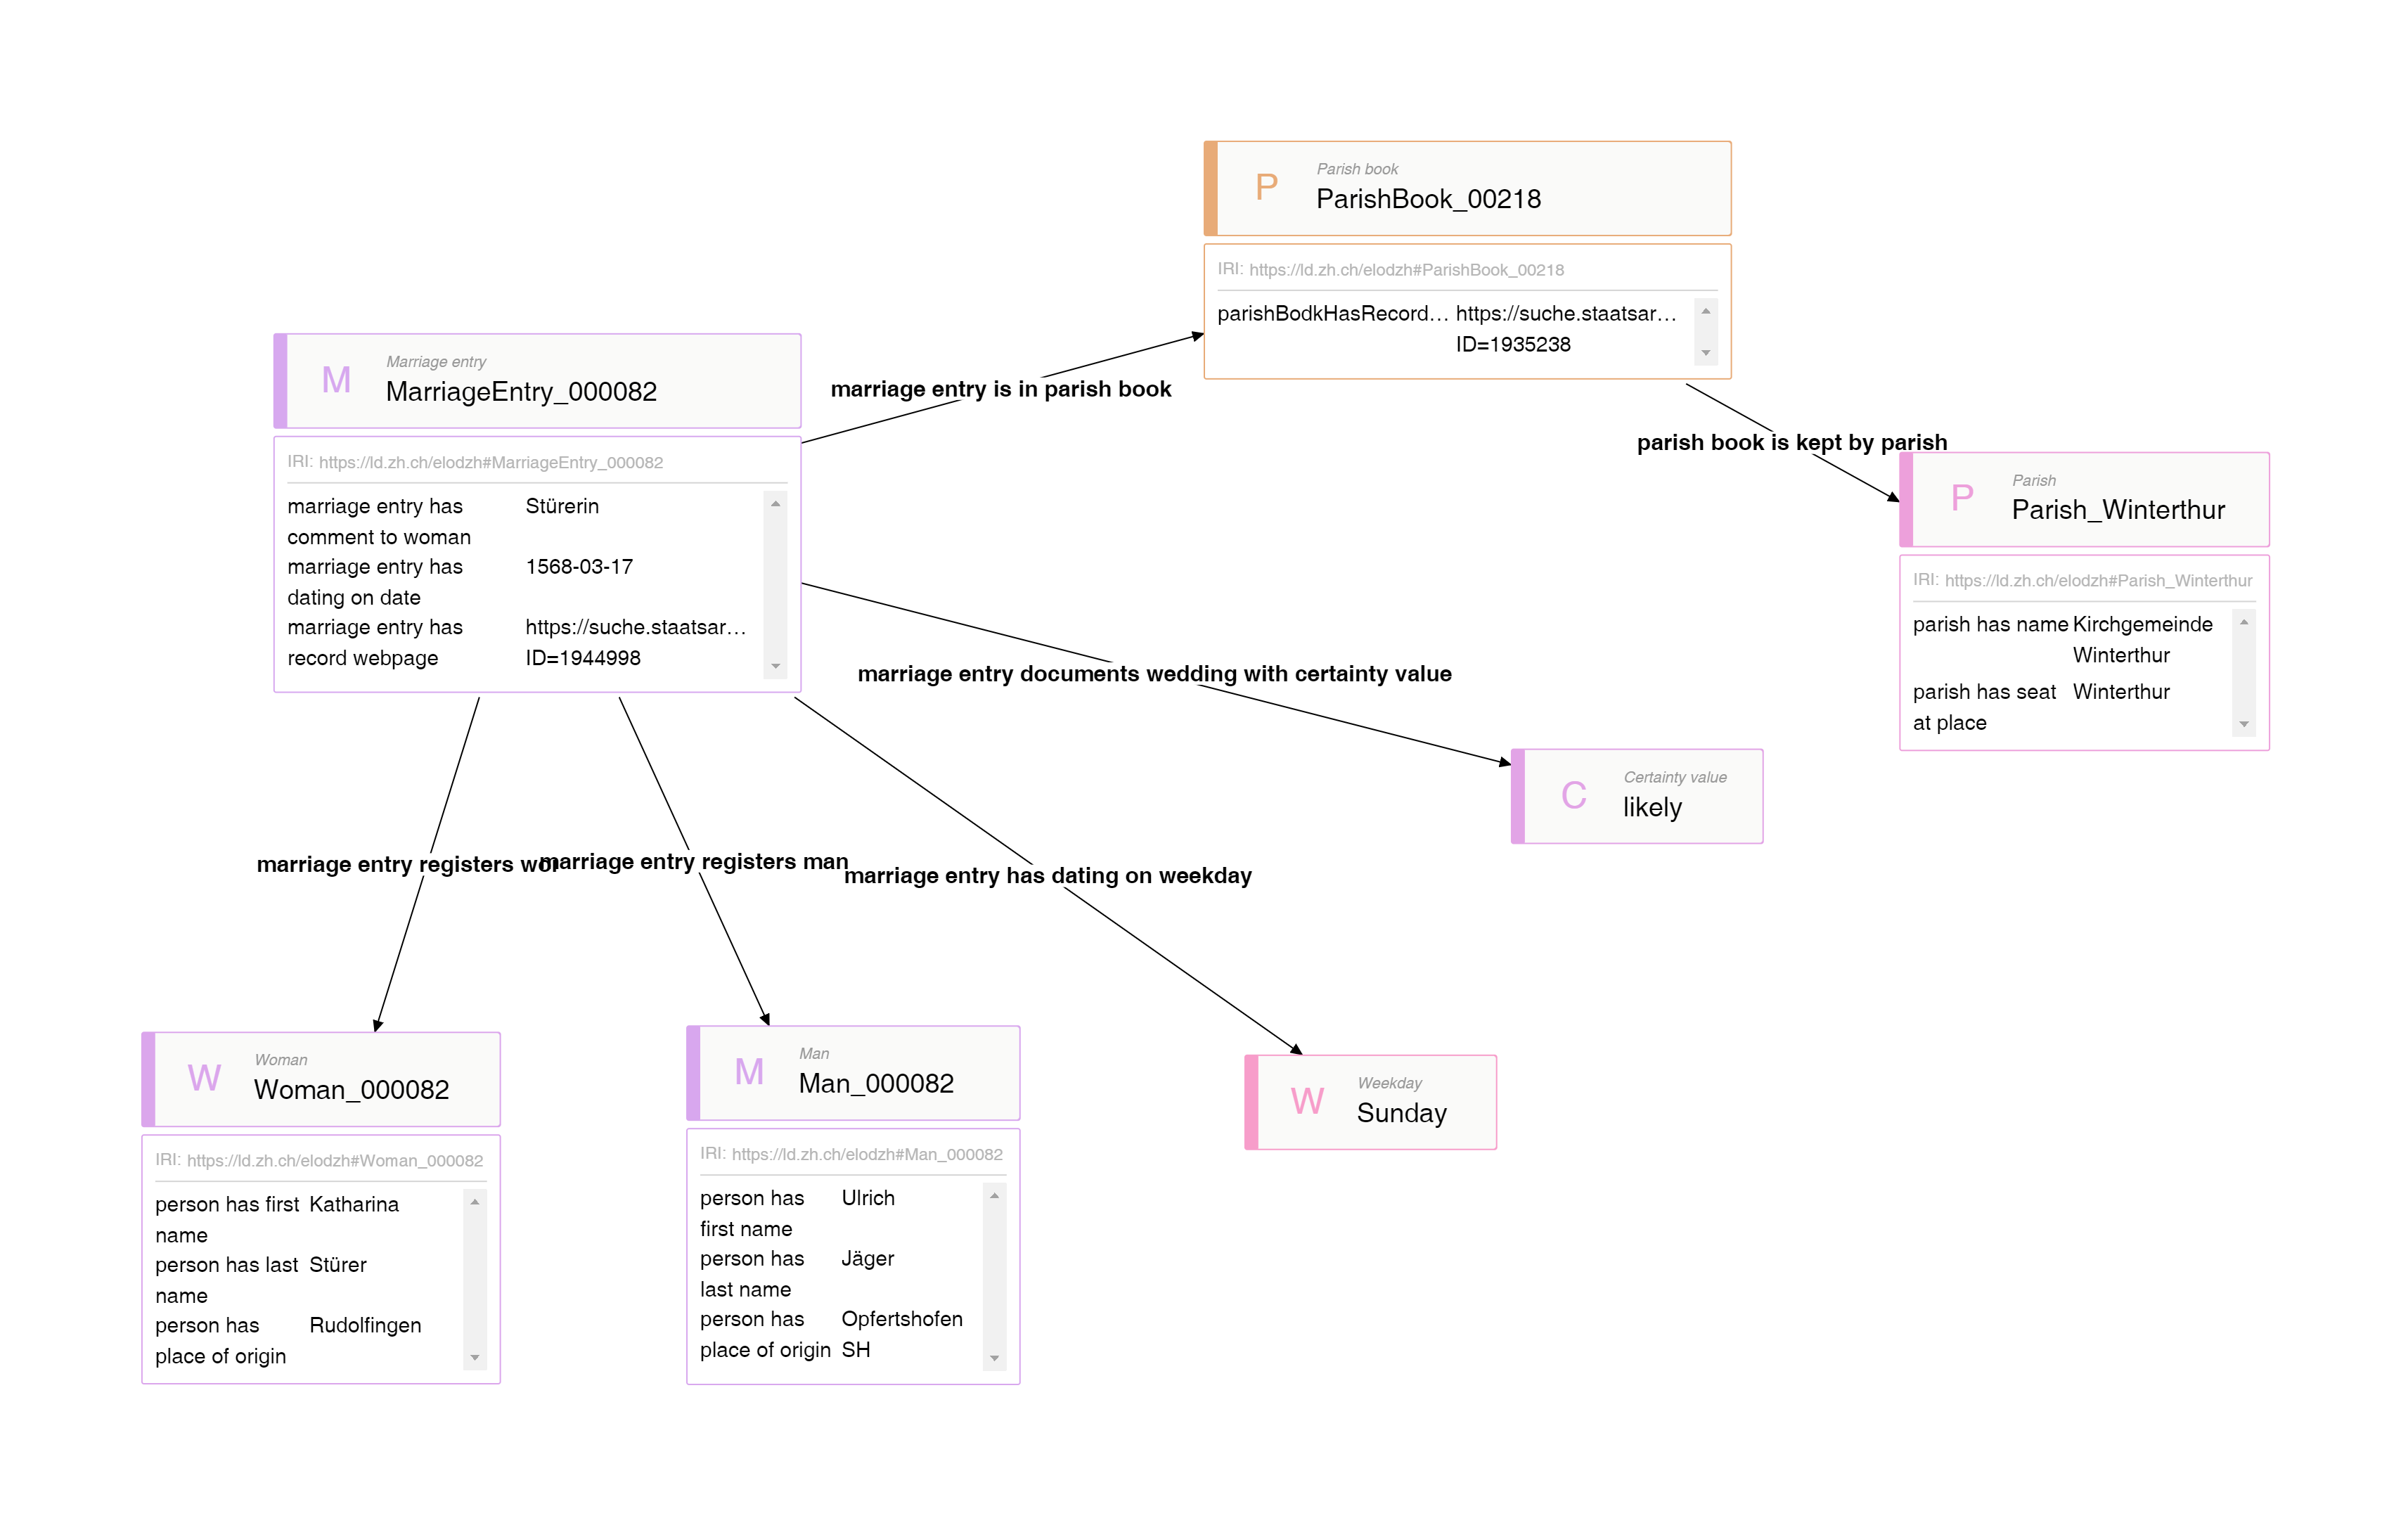 P
Parish book
ParishBook_00218
IRI: https://ld.zh.ch/elodzh#ParishBook_00218
parishBodkHasRecord… https://suche.staatsar…
ID=1935238
M
Marriage entry
MarriageEntry_000082
IRI: https://ld.zh.ch/elodzh#MarriageEntry_000082
marriage entry has Stürerin
comment to woman
marriage entry has 1568-03-17
dating on date
marriage entry has https://suche.staatsar…
record webpage ID=1944998
marriage entry is in parish book
parish book is kept by parish
P
Parish
Parish_Winterthur
IRI: https://ld.zh.ch/elodzh#Parish_Winterthur
parish has name Kirchgemeinde
Winterthur
parish has seat Winterthur
at place
marriage entry documents wedding with certainty value
C
Certainty value
likely
marriage entry registers
marriage entry registers man
marriage entry has dating on weekday
W
Woman
Woman_000082
IRI: https://ld.zh.ch/elodzh#Woman_000082
person has first Katharina
name
person has last Stürer
name
person has Rudolfingen
place of origin
M
Man
Man_000082
IRI: https://ld.zh.ch/elodzh#Man_000082
person has Ulrich
first name
person has Jäger
last name
person has Opfertshofen
place of origin SH
W
Weekday
Sunday